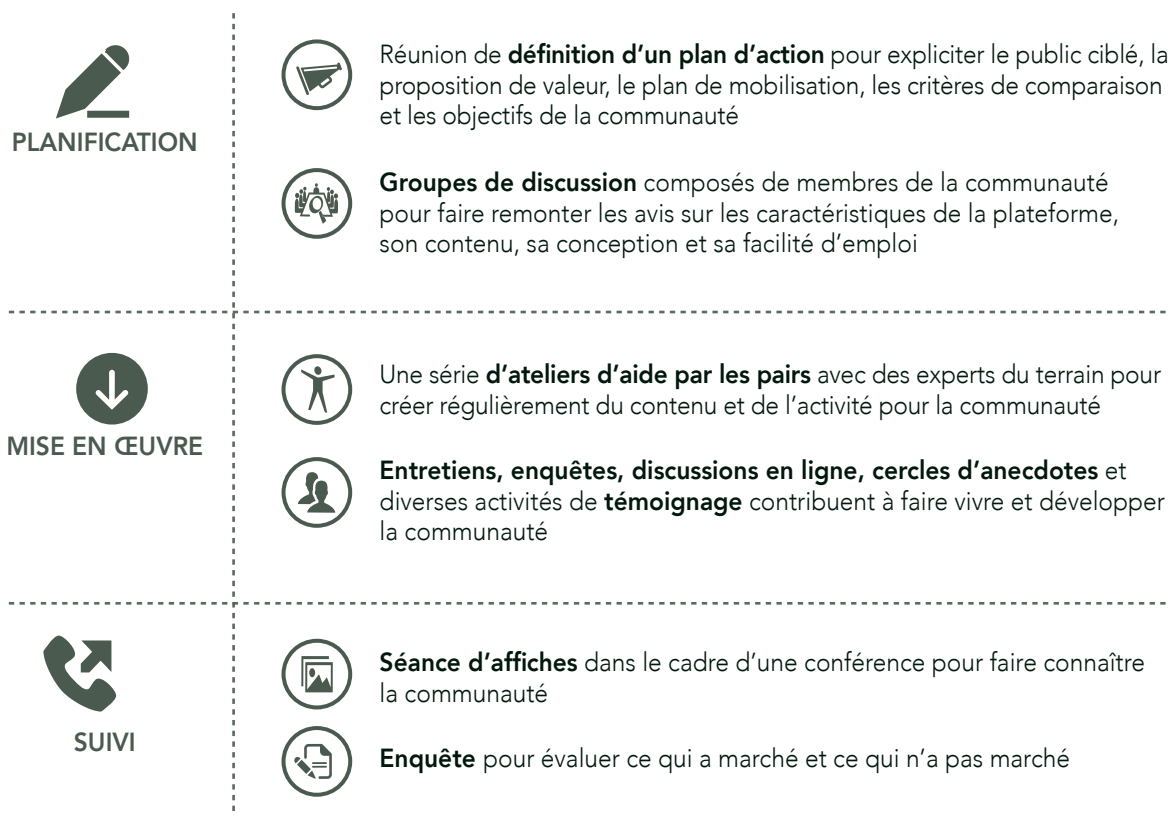 PLANIFICATION
Réunion de définition d’un plan d’action pour expliciter le public ciblé, la
proposition de valeur, le plan de mobilisation, les critères de comparaison
et les objectifs de la communauté
Groupes de discussion composés de membres de la communauté
pour faire remonter les avis sur les caractéristiques de la plateforme,
son contenu, sa conception et sa facilité d’emploi
MISE EN ŒUVRE
Une série d’ateliers d’aide par les pairs avec des experts du terrain pour
créer régulièrement du contenu et de l’activité pour la communauté
Entretiens, enquêtes, discussions en ligne, cercles d’anecdotes et
diverses activités de témoignage contribuent à faire vivre et développer
la communauté
SUIVI
Séance d’affiches dans le cadre d’une conférence pour faire connaître
la communauté
Enquête pour évaluer ce qui a marché et ce qui n’a pas marché